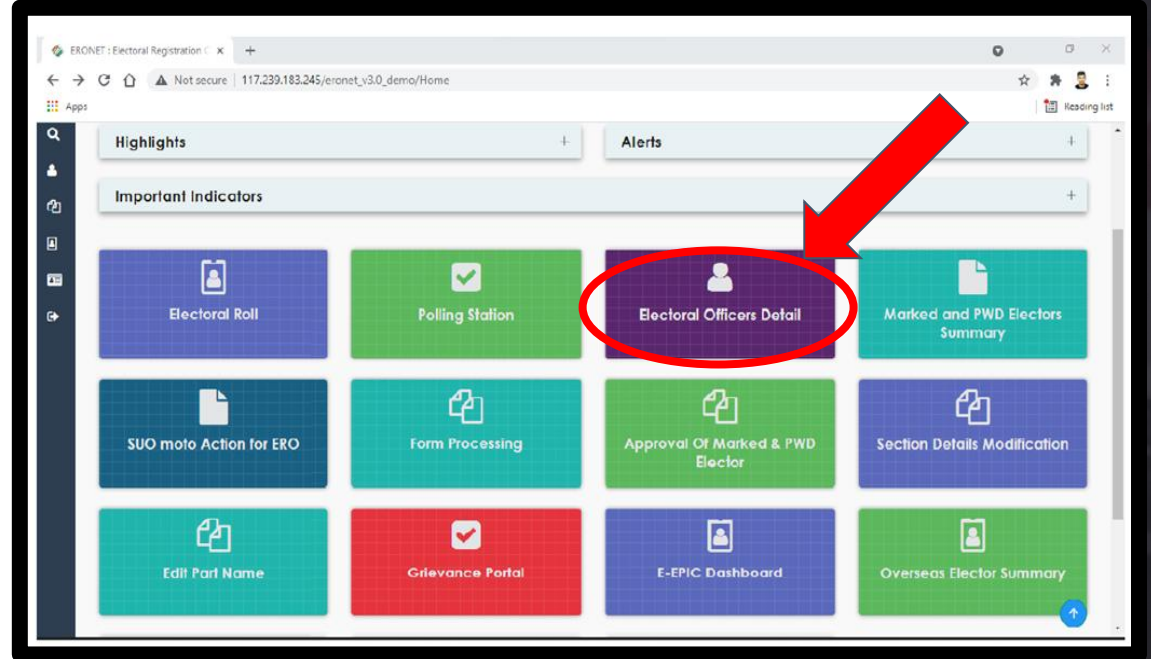 ERONET : Electoral Registration C
Not secure | 117.239.183.245/eronet_v3.0_demo/Home
Apps
Reading list
Highlights
Alerts
Important Indicators
Electoral Roll
Polling Station
Electoral Officers Detail
Marked and PWD Electors
Summary
SUO moto Action for ERO
Form Processing
Approval Of Marked & PWD
Elector
Section Details Modification
Edit Part Name
Grievance Portal
E-EPIC Dashboard
Overseas Elector Summary